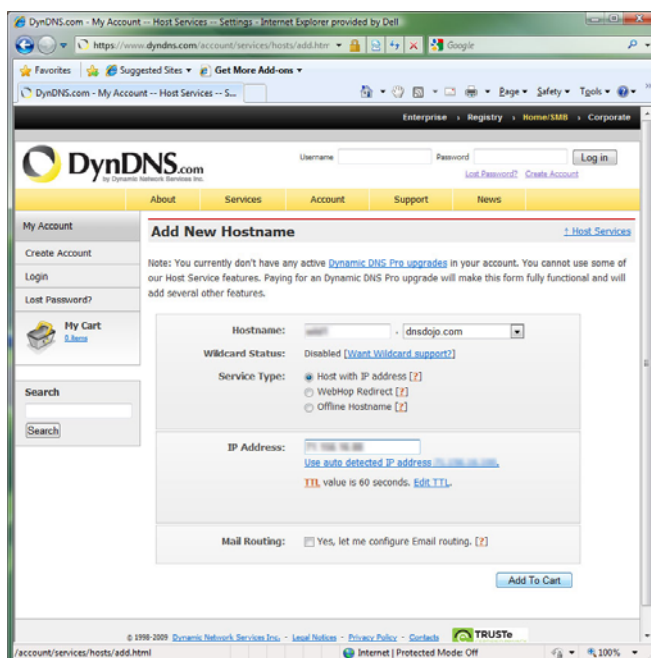 DynDNS.com - My Account -- Host Services -- Settings - Internet Explorer provided by Dell
https://www.dyndns.com/account/services/hosts/add.htm
Google
Favorites Suggested Sites Get More Add-ons
DynDNS.com - My Account -- Host Services -- S...
Page Safety Tools
Enterprise Registry Home/SMB Corporate
DynDNS.com
by Dynamic Network Services Inc.
Username Password Log in
Lost Password? Create Account
About Services Account Support News
My Account
Create Account
Login
Lost Password?
My Cart
0 items
Search
Search
Add New Hostname
↑ Host Services
Note: You currently don't have any active Dynamic DNS Pro upgrades in your account. You cannot use some of
our Host Service features. Paying for an Dynamic DNS Pro upgrade will make this form fully functional and will
add several other features.
Hostname: . dnsdojo.com
Wildcard Status: Disabled [Want Wildcard support?]
Service Type: Host with IP address [?]
WebHop Redirect [?]
Offline Hostname [?]
IP Address:
Use auto detected IP address
TTL value is 60 seconds. Edit TTL.
Mail Routing: Yes, let me configure Email routing. [?]
Add To Cart
© 1998-2009 Dynamic Network Services Inc. - Legal Notices - Privacy Policy - Contacts
TRUSTe
/account/services/hosts/add.html Internet | Protected Mode: Off 100%